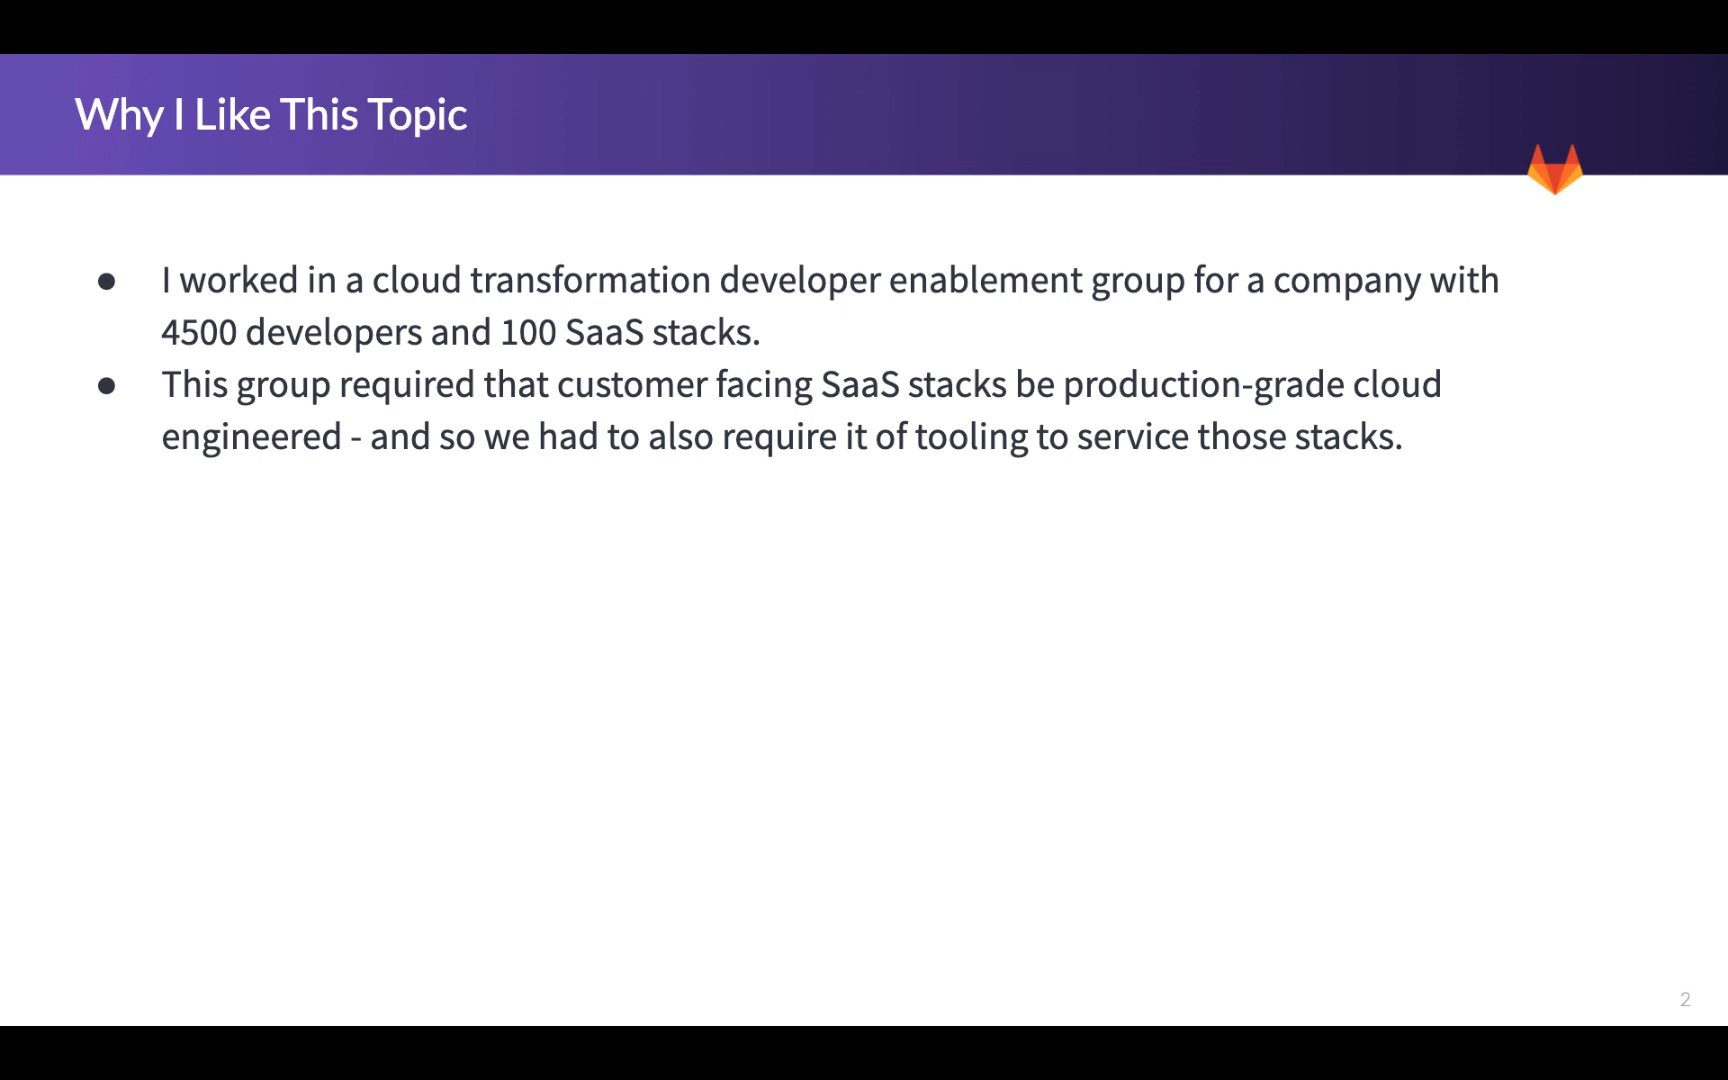 Why I Like This Topic
● I worked in a cloud transformation developer enablement group for a company with
4500 developers and 100 SaaS stacks.
● This group required that customer facing SaaS stacks be production-grade cloud
engineered - and so we had to also require it of tooling to service those stacks.
2